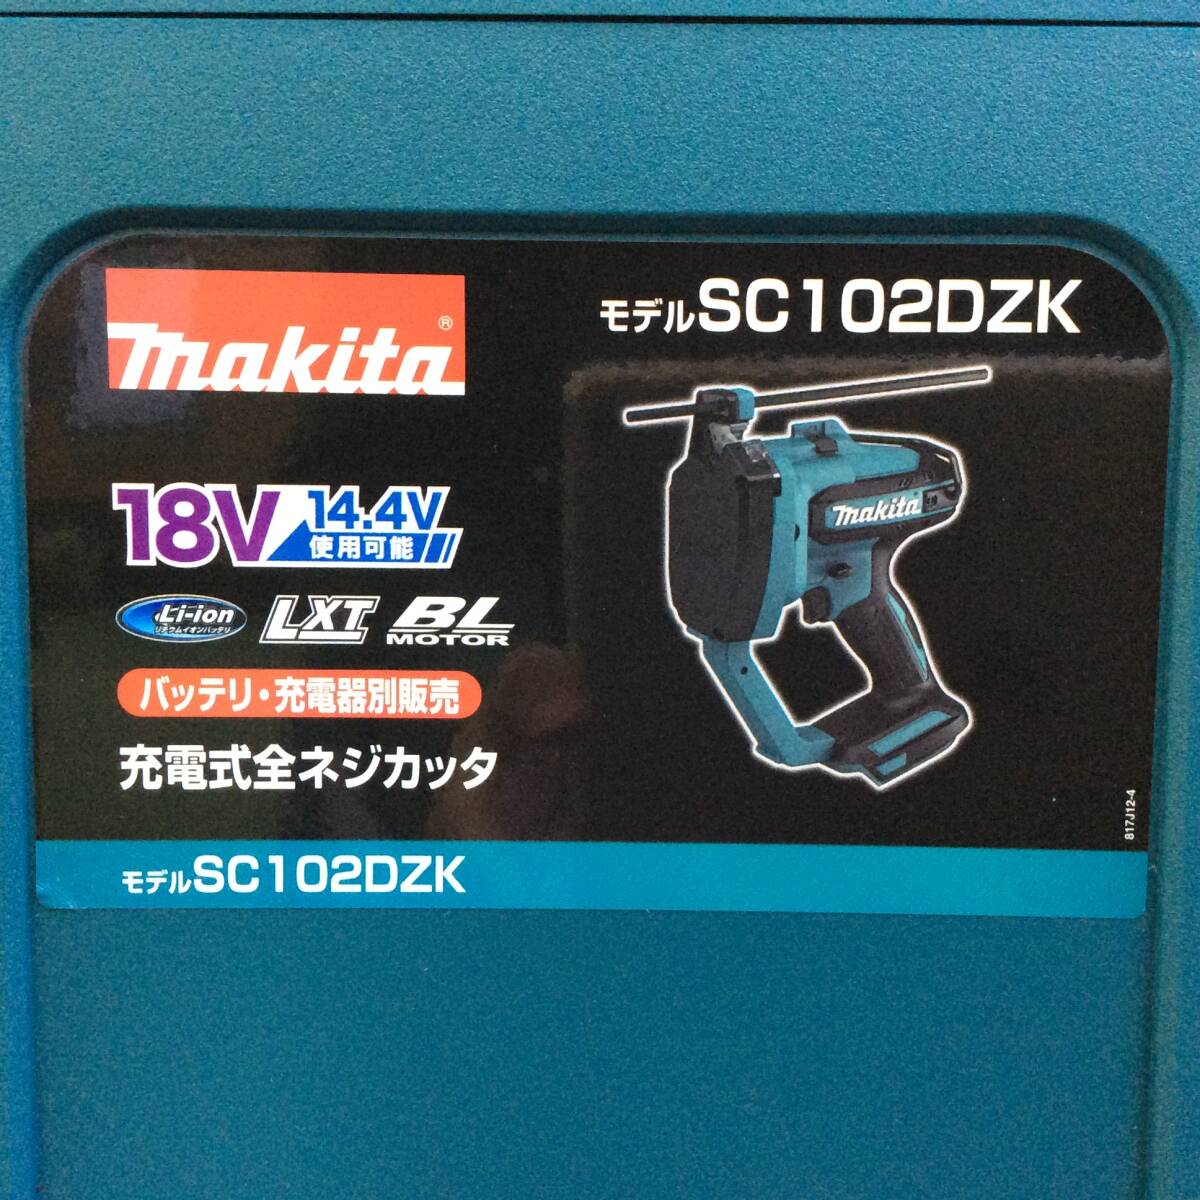 makita®
モデルSC102DZK
18V 14.4V
使用可能
Li-ion
リチウムイオンバッテリ
LXT
BL
MOTOR
makita
バッテリ・充電器別販売
充電式全ネジカッタ
817J12-4
モデルSC102DZK